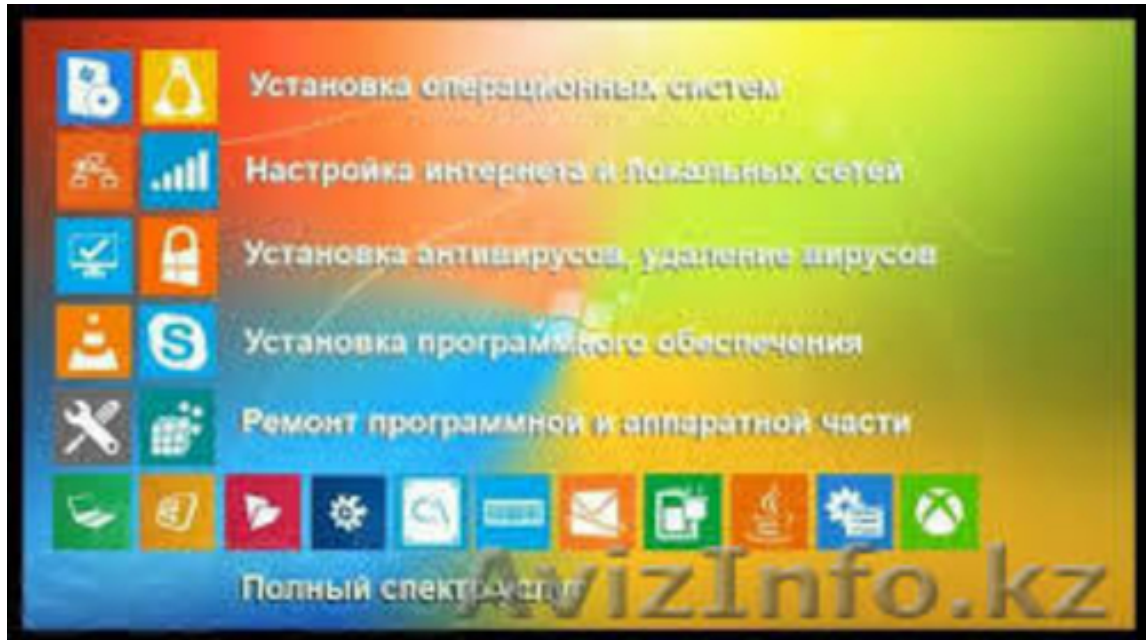 Установка операционных систем
Настройка интернета и Локальных сетей
Установка антивирусов, удаление вирусов
Установка программного обеспечения
Ремонт программной и аппаратной части
C:\
Полный спектр услуг
AvizInfo.kz